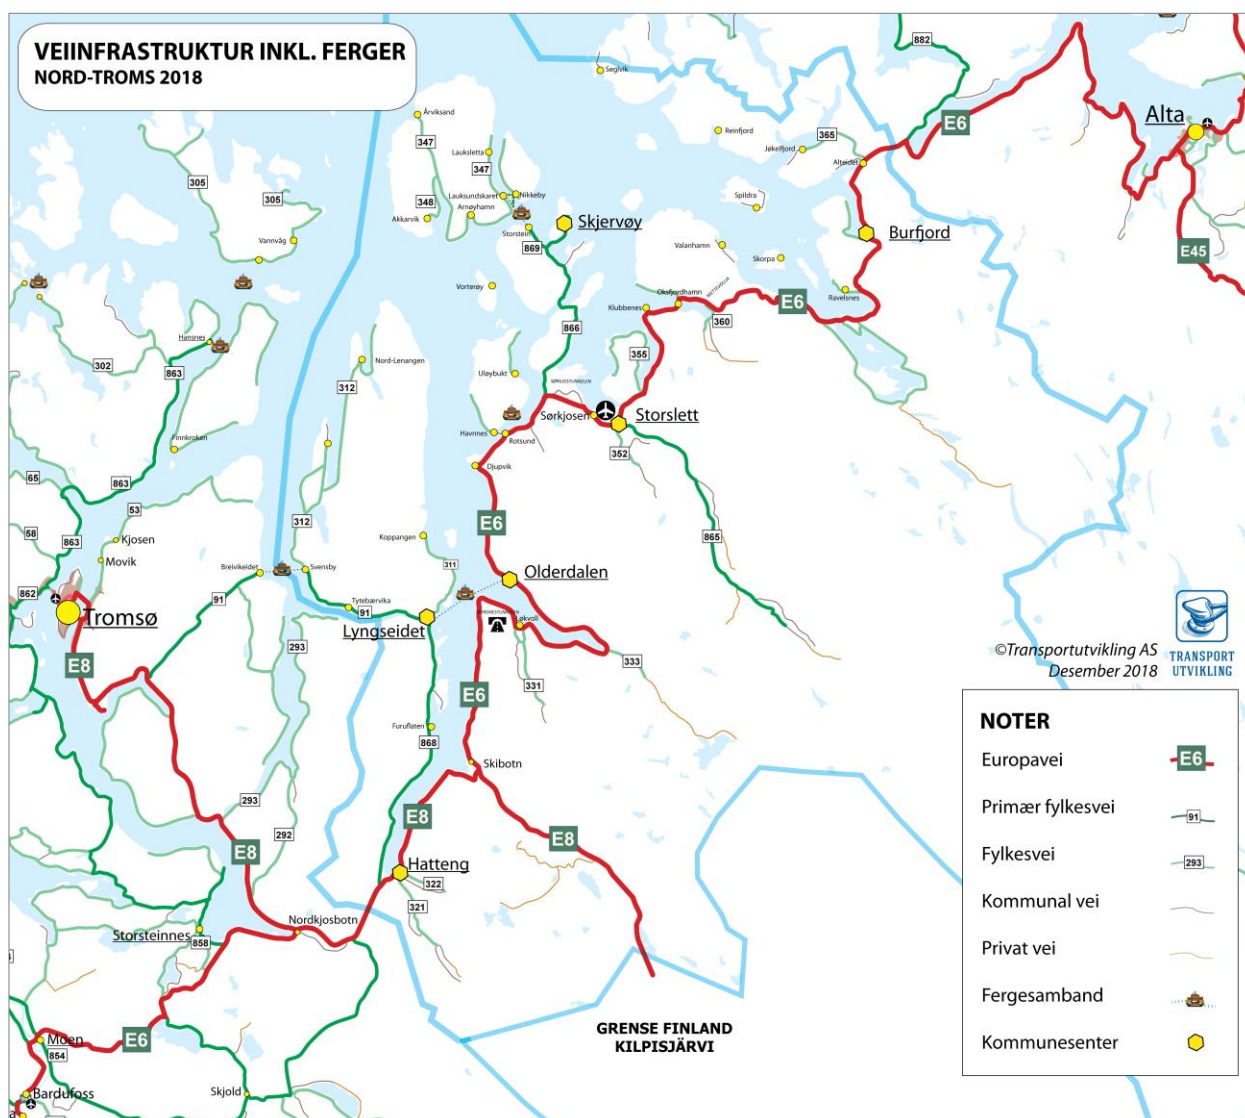 VEIINFRASTRUKTUR INKL. FERGER
NORD-TROMS 2018
882
Seglvik
Årviksand
347
Lauksletta
347
Reinfjord
365
Jøkelfjord
Alteidet
E6
Alta
305
305
Lauksundskaret
Nikkeby
348
Arnøyhamn
Akkarvik
Spildra
Storstein
Skjervøy
869
Burfjord
Vannvåg
Valanhamn
Skorpa
E45
Vorterøy
Oksfjordhamn
Ravelsnes
Klubbenes
E6
360
Hansnes
866
302
863
Nord-Lenangen
312
Uløybukt
355
Sørkjosen
Storslett
Havnnes
Rotsund
Finnkroken
352
65
863
Djupvik
53
312
E6
58
863
Kjosen
Koppangen
865
Movik
Breivikeidet
Svensby
311
Olderdalen
862
91
Tytebærvika
91
Tromsø
Lyngseidet
Løkvoll
293
E8
333
331
E6
©Transportutvikling AS
Desember 2018
TRANSPORT
UTVIKLING
Furuflaten
868
Skibotn
293
292
E8
E8
E8
Hatteng
322
321
Nordkjosbotn
Storsteinnes
858
E6
Moen
854
Skjold
Bardufoss
GRENSE FINLAND
KILPISJÄRVI
NOTER
Europavei
E6
Primær fylkesvei
91
Fylkesvei
293
Kommunal vei
Privat vei
Fergesamband
Kommunesenter